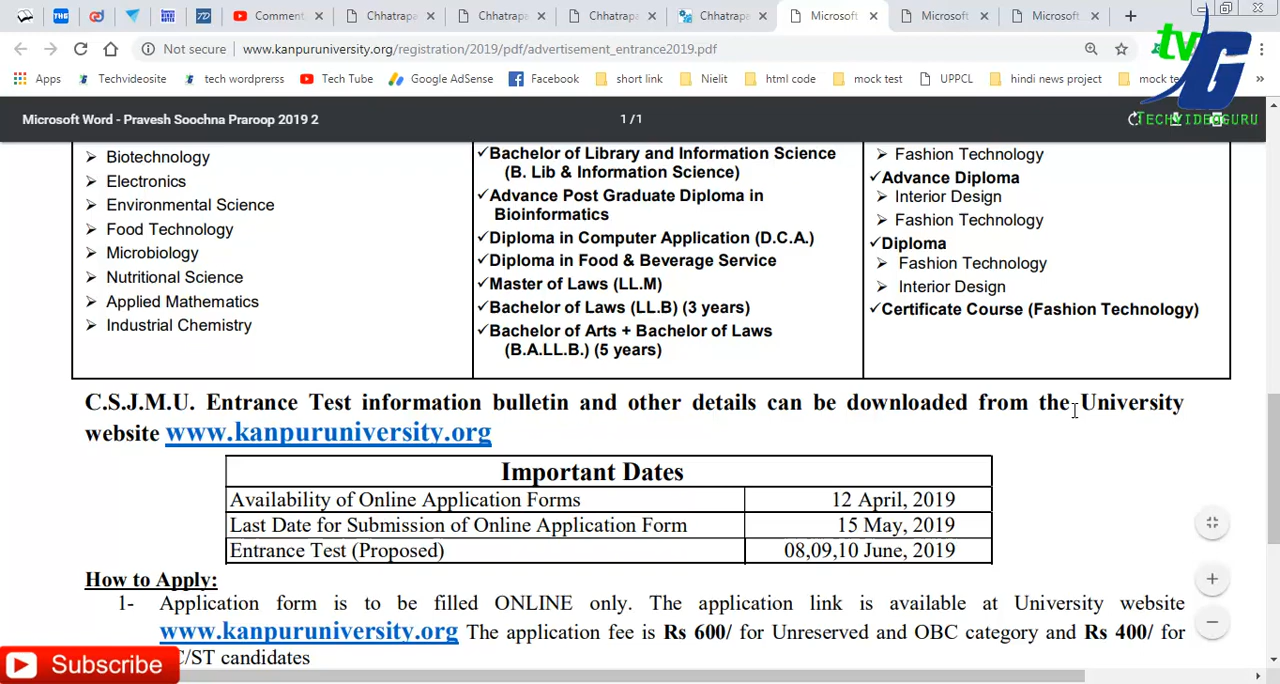 Comment
Chhatrapa
Chhatrapa
Chhatrapa
Chhatrapa
Microsoft
Microsoft
Microsoft
Not secure
www.kanpuruniversity.org/registration/2019/pdf/advertisement_entrance2019.pdf
Apps
Techvideosite
tech wordprerss
Tech Tube
Google AdSense
Facebook
short link
Nielit
html code
mock test
UPPCL
hindi news project
mock te
tv
G
TECHVIDEOGURU
Microsoft Word - Pravesh Soochna Praroop 2019 2
1 / 1
Biotechnology
Electronics
Environmental Science
Food Technology
Microbiology
Nutritional Science
Applied Mathematics
Industrial Chemistry
✓Bachelor of Library and Information Science
(B. Lib & Information Science)
✓Advance Post Graduate Diploma in
Bioinformatics
✓Diploma in Computer Application (D.C.A.)
✓Diploma in Food & Beverage Service
✓Master of Laws (LL.M)
✓Bachelor of Laws (LL.B) (3 years)
✓Bachelor of Arts + Bachelor of Laws
(B.A.LL.B.) (5 years)
Fashion Technology
✓Advance Diploma
Interior Design
Fashion Technology
✓Diploma
Fashion Technology
Interior Design
✓Certificate Course (Fashion Technology)
C.S.J.M.U. Entrance Test information bulletin and other details can be downloaded from the University
website www.kanpuruniversity.org
Important Dates
Availability of Online Application Forms 12 April, 2019
Last Date for Submission of Online Application Form 15 May, 2019
Entrance Test (Proposed) 08,09,10 June, 2019
How to Apply:
1- Application form is to be filled ONLINE only. The application link is available at University website
www.kanpuruniversity.org The application fee is Rs 600/ for Unreserved and OBC category and Rs 400/ for
C/ST candidates
Subscribe